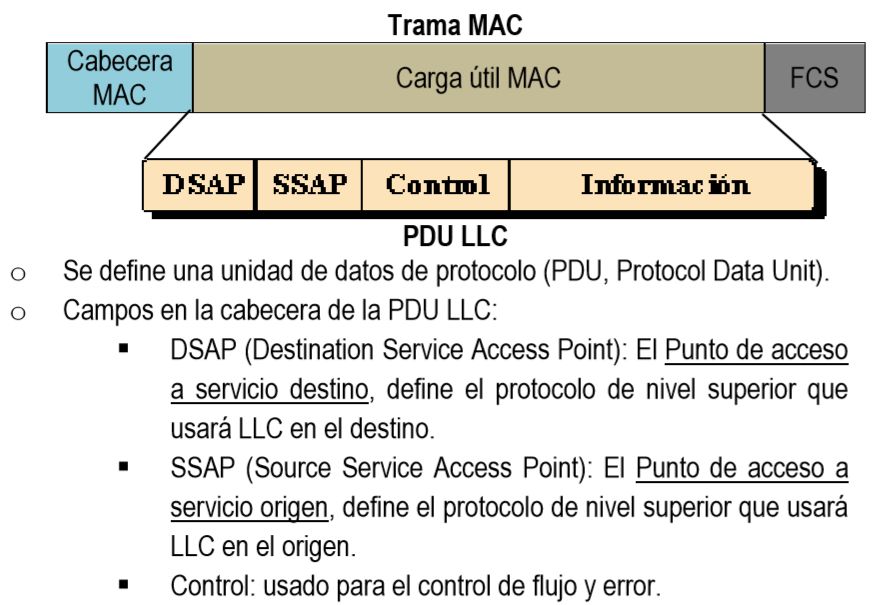 Trama MAC
Cabecera
MAC
Carga útil MAC
FCS
DSAP
SSAP
Control
Información
PDU LLC
o Se define una unidad de datos de protocolo (PDU, Protocol Data Unit).
o Campos en la cabecera de la PDU LLC:
▪ DSAP (Destination Service Access Point): El Punto de acceso
a servicio destino, define el protocolo de nivel superior que
usará LLC en el destino.
▪ SSAP (Source Service Access Point): El Punto de acceso a
servicio origen, define el protocolo de nivel superior que usará
LLC en el origen.
▪ Control: usado para el control de flujo y error.